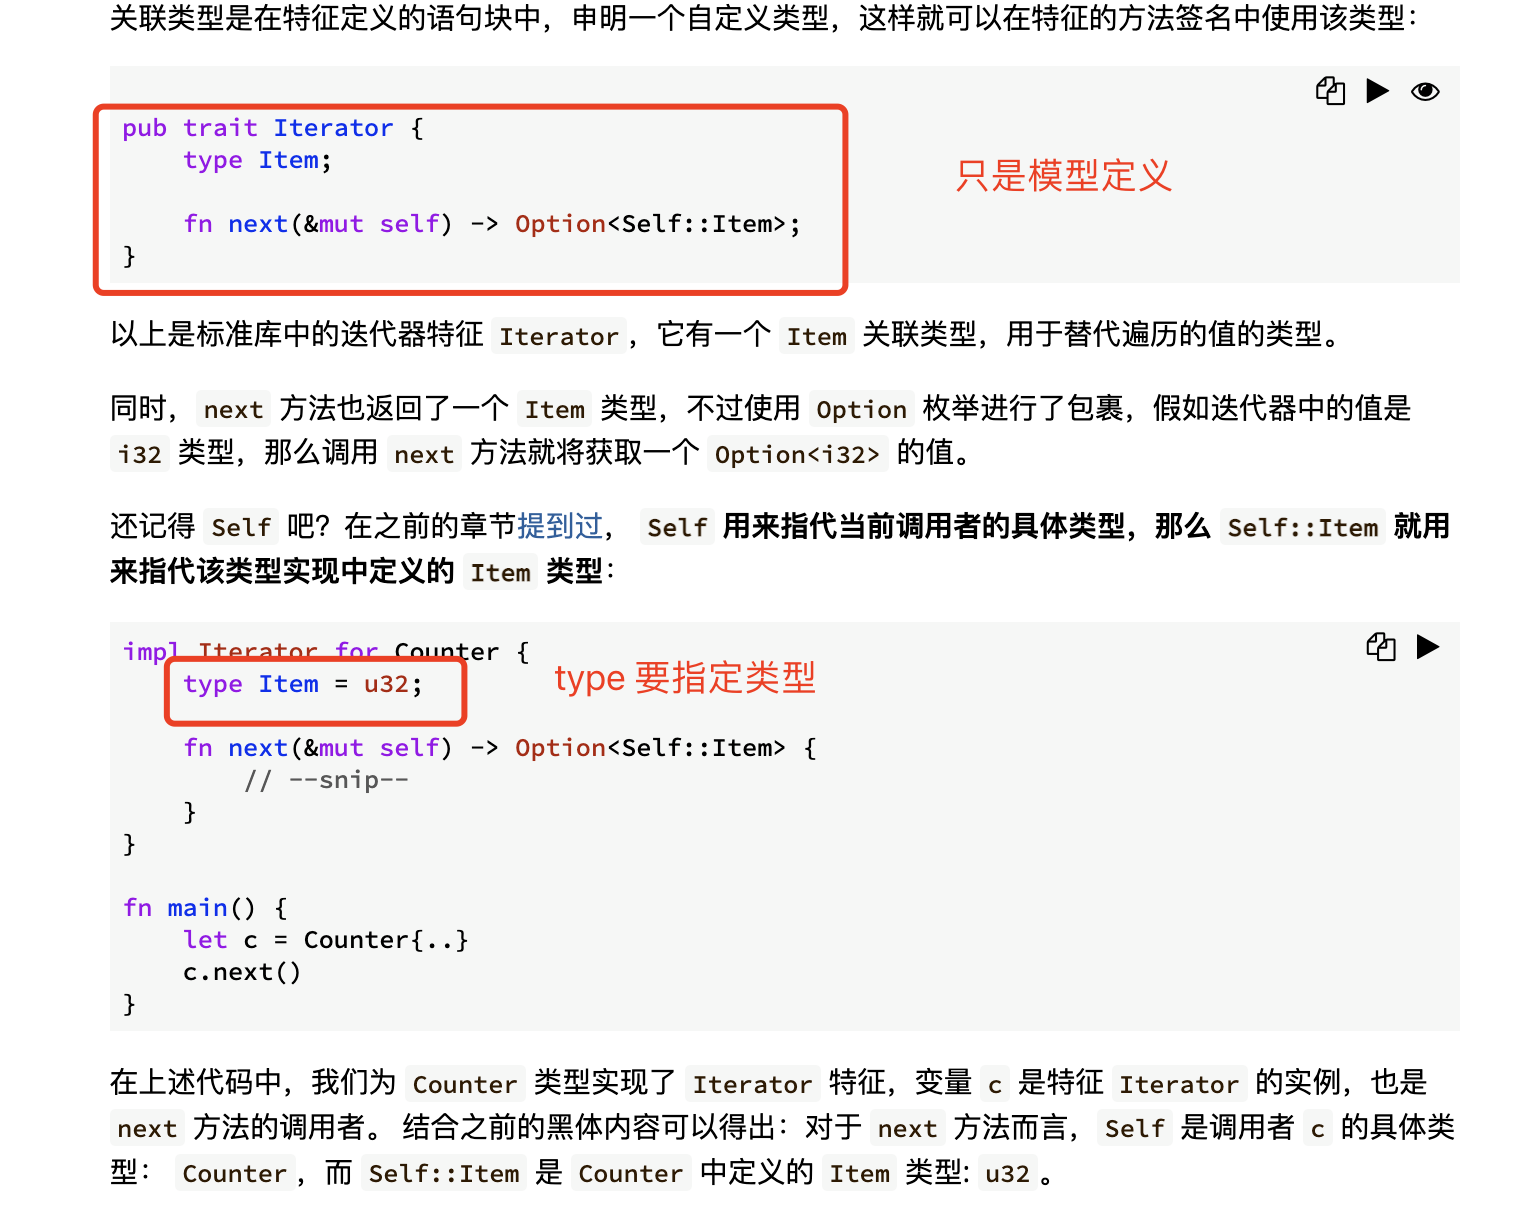 关联类型是在特征定义的语句块中，申明一个自定义类型，这样就可以在特征的方法签名中使用该类型：
pub trait Iterator {
    type Item;
只是模型定义
    fn next(&mut self) -> Option<Self::Item>;
}
以上是标准库中的迭代器特征 Iterator，它有一个 Item 关联类型，用于替代遍历的值的类型。
同时，next 方法也返回了一个 Item 类型，不过使用 Option 枚举进行了包裹，假如迭代器中的值是
i32 类型，那么调用 next 方法就将获取一个 Option<i32> 的值。
还记得 Self 吧？在之前的章节提到过， Self 用来指代当前调用者的具体类型，那么 Self::Item 就用
来指代该类型实现中定义的 Item 类型：
impl Iterator for Counter {
    type Item = u32;
type 要指定类型
    fn next(&mut self) -> Option<Self::Item> {
        // --snip--
    }
}
fn main() {
    let c = Counter{..}
    c.next()
}
在上述代码中，我们为 Counter 类型实现了 Iterator 特征，变量 c 是特征 Iterator 的实例，也是
next 方法的调用者。 结合之前的黑体内容可以得出：对于 next 方法而言， Self 是调用者 c 的具体类
型： Counter，而 Self::Item 是 Counter 中定义的 Item 类型: u32 。